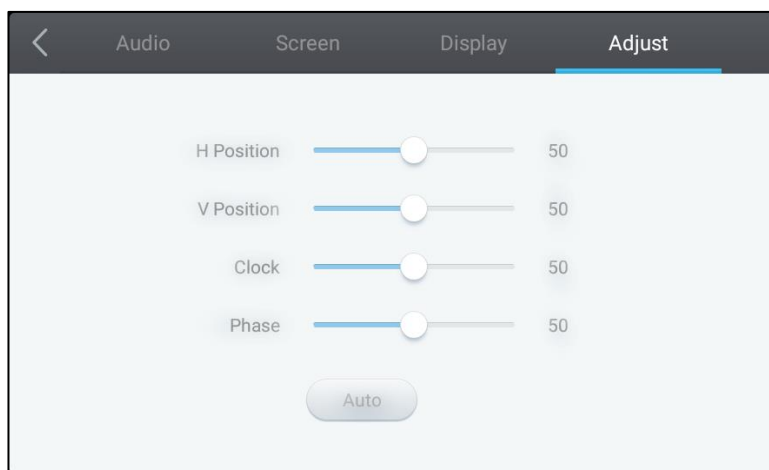 Audio Screen Display Adjust
H Position 50
V Position 50
Clock 50
Phase 50
Auto